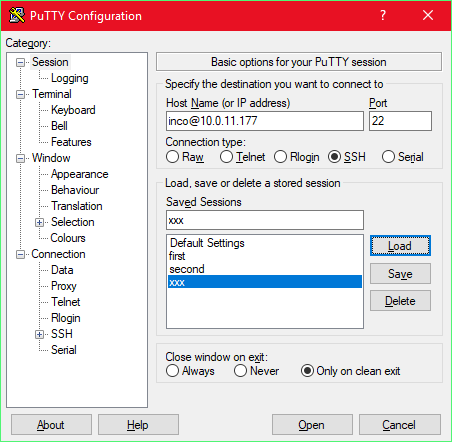 PuTTY Configuration
?
Category:
Session
Logging
Terminal
Keyboard
Bell
Features
Window
Appearance
Behaviour
Translation
Selection
Colours
Connection
Data
Proxy
Telnet
Rlogin
SSH
Serial
Basic options for your PuTTY session
Specify the destination you want to connect to
Host Name (or IP address) Port
inco@10.0.11.177 22
Connection type:
Raw Telnet Rlogin SSH Serial
Load, save or delete a stored session
Saved Sessions
xxx
Default Settings
first
second
xxx
Load
Save
Delete
Close window on exit:
Always Never Only on clean exit
About Help Open Cancel